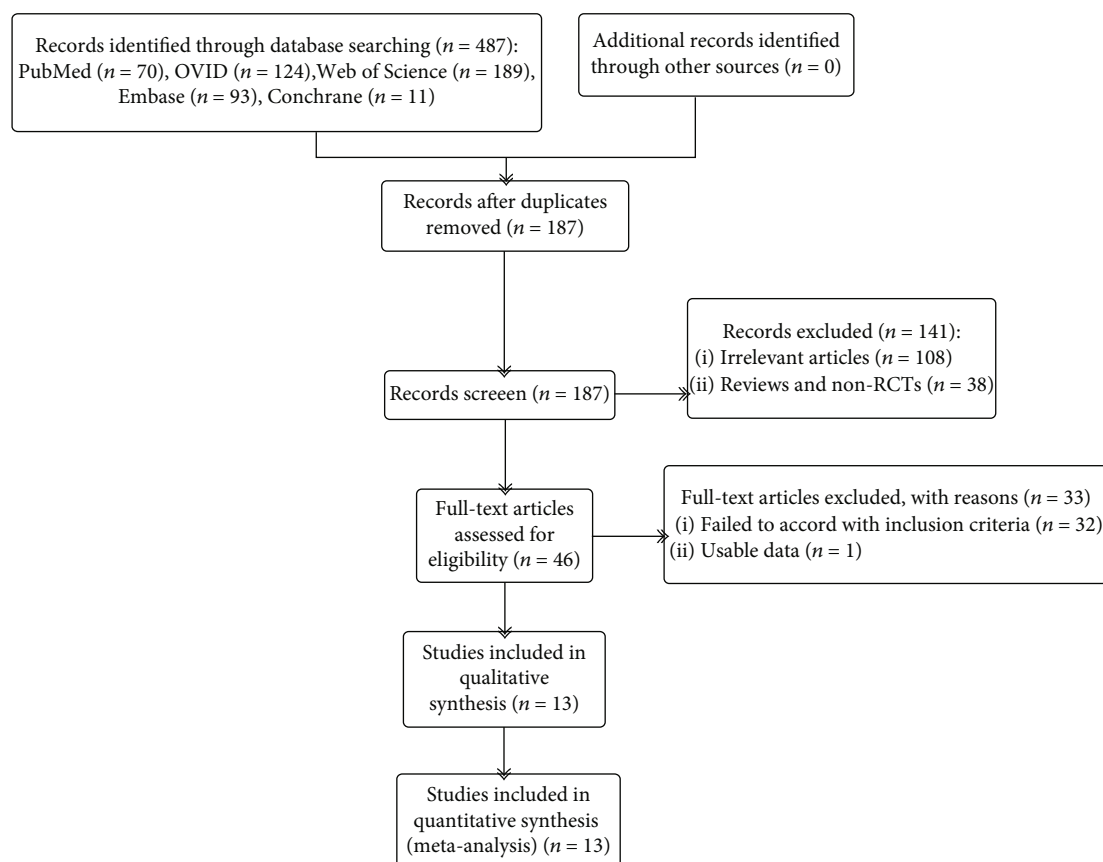 Records identified through database searching (n = 487):
PubMed (n = 70), OVID (n = 124),Web of Science (n = 189),
Embase (n = 93), Conchrane (n = 11)
Additional records identified
through other sources (n = 0)
Records after duplicates
removed (n = 187)
Records excluded (n = 141):
(i) Irrelevant articles (n = 108)
(ii) Reviews and non-RCTs (n = 38)
Records screeen (n = 187)
Full-text articles
assessed for
eligibility (n = 46)
Full-text articles excluded, with reasons (n = 33)
(i) Failed to accord with inclusion criteria (n = 32)
(ii) Usable data (n = 1)
Studies included in
qualitative
synthesis (n = 13)
Studies included in
quantitative synthesis
(meta-analysis) (n = 13)